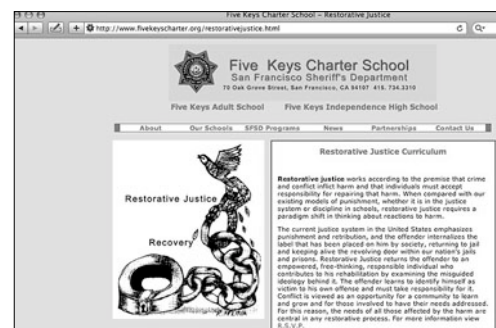 Five Keys Charter School – Restorative Justice
http://www.fivekeyscharter.org/restorativejustice.html
Five Keys Charter School
San Francisco Sheriff's Department
70 Oak Grove Street, San Francisco, CA 94107 415. 734.3310
Five Keys Adult School Five Keys Independence High School
About Our Schools SFSD Programs News Partnerships Contact Us
Restorative Justice
Recovery
Restorative Justice Curriculum
Restorative justice works according to the premise that crime
and conflict inflict harm and that individuals must accept
responsibility for repairing that harm. When compared with our
existing models of punishment, whether it is in the justice
system or discipline in schools, restorative justice requires a
paradigm shift in thinking about reactions to harm.
The current justice system in the United States emphasizes
punishment and retribution, and the offender internalizes the
label that has been placed on him by society, returning to jail
and keeping alive the revolving door within our nation's jails
and prisons. Restorative Justice returns the offender to an
empowered, free-thinking, responsible individual who
contributes to his rehabilitation by examining the misguided
ideology behind it. The offender learns to identify himself as
victim to his own offense and must take responsibility for it.
Conflict is viewed as an opportunity for a community to learn
and grow and for those involved to have their needs addressed.
For this reason, the needs of all those affected by the harm are
central in any restorative process. For more information view
R.S.V.P.